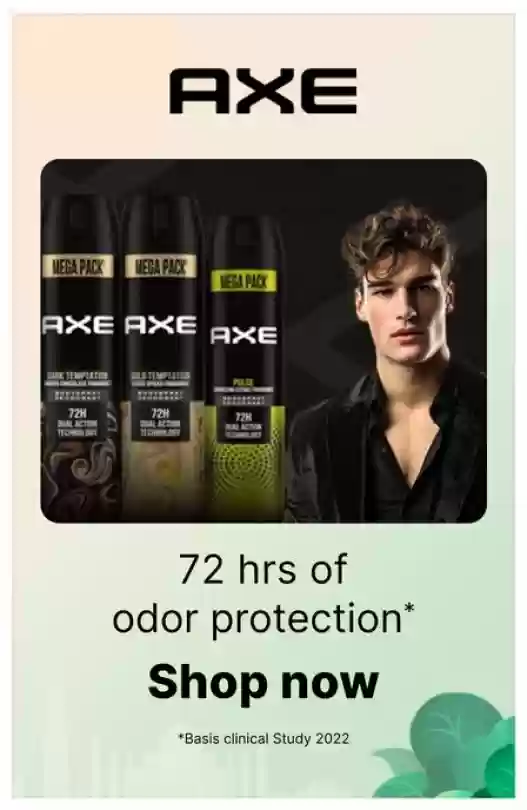 AXE
MEGA PACK
MEGA PACK
MEGA PACK
AXE
AXE
AXE
DARK TEMPTATION
GOLD TEMPTATION
PULSE
72H
DUAL ACTION
TECHNOLOGY
72H
DUAL ACTION
TECHNOLOGY
72H
DUAL ACTION
TECHNOLOGY
72 hrs of
odor protection*
Shop now
*Basis clinical Study 2022